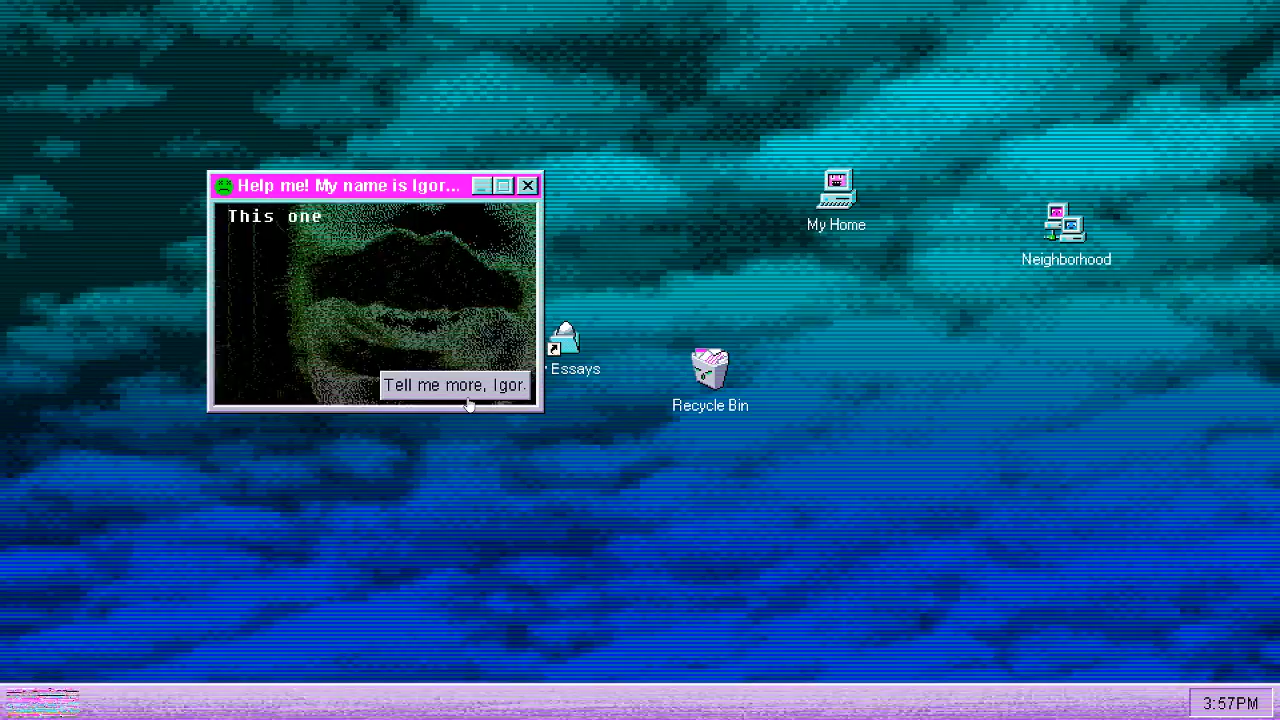 Help me! My name is Igor...
This one
Tell me more, Igor.
My Home
Neighborhood
Essays
Recycle Bin
3:57PM